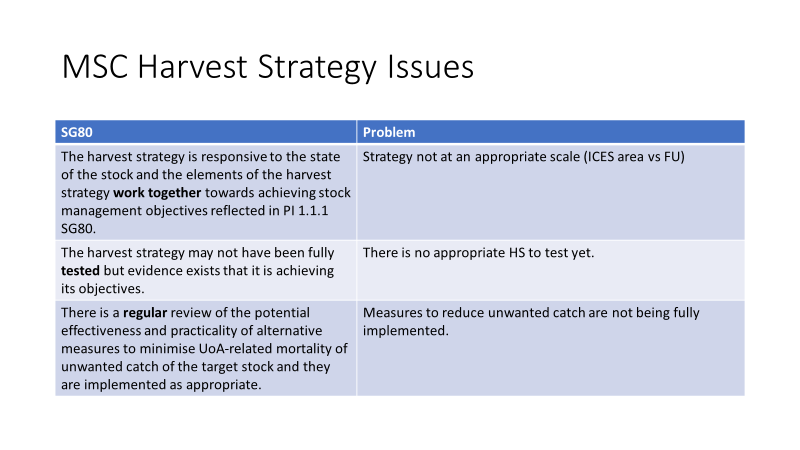 MSC Harvest Strategy Issues
SG80
Problem
The harvest strategy is responsive to the state
of the stock and the elements of the harvest
strategy work together towards achieving stock
management objectives reflected in PI 1.1.1
SG80.
Strategy not at an appropriate scale (ICES area vs FU)
The harvest strategy may not have been fully
tested but evidence exists that it is achieving
its objectives.
There is no appropriate HS to test yet.
There is a regular review of the potential
effectiveness and practicality of alternative
measures to minimise UoA-related mortality of
unwanted catch of the target stock and they
are implemented as appropriate.
Measures to reduce unwanted catch are not being fully
implemented.